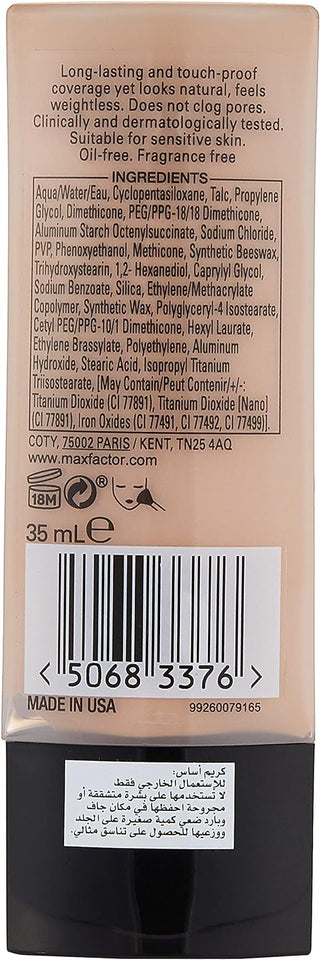 Long-lasting and touch-proof
coverage yet looks natural, feels
weightless. Does not clog pores.
Clinically and dermatologically tested.
Suitable for sensitive skin.
Oil-free. Fragrance free
INGREDIENTS
Aqua/Water/Eau, Cyclopentasiloxane, Talc, Propylene
Glycol, Dimethicone, PEG/PPG-18/18 Dimethicone,
Aluminum Starch Octenylsuccinate, Sodium Chloride,
PVP, Phenoxyethanol, Methicone, Synthetic Beeswax,
Trihydroxystearin, 1,2- Hexanediol, Caprylyl Glycol,
Sodium Benzoate, Silica, Ethylene/Methacrylate
Copolymer, Synthetic Wax, Polyglyceryl-4 Isostearate,
Cetyl PEG/PPG-10/1 Dimethicone, Hexyl Laurate,
Ethylene Brassylate, Polyethylene, Aluminum
Hydroxide, Stearic Acid, Isopropyl Titanium
Triisostearate, [May Contain/Peut Contenir/+/-:
Titanium Dioxide (CI 77891), Titanium Dioxide [Nano]
(CI 77891), Iron Oxides (CI 77491, CI 77492, CI 77499)].
COTY, 75002 PARIS / KENT, TN25 4AQ
www.maxfactor.com
18M ®
35 mL e
< 5068 3376 >
MADE IN USA 99260079165
كريم أساس:
للإستعمال الخارجي فقط
لا تستخدمها على بشرة متشققة أو
مجروحة احفظها في مكان جاف
وبارد ضعي كمية صغيرة على الجلد
ووزعيها للحصول على تناسق مثالي.